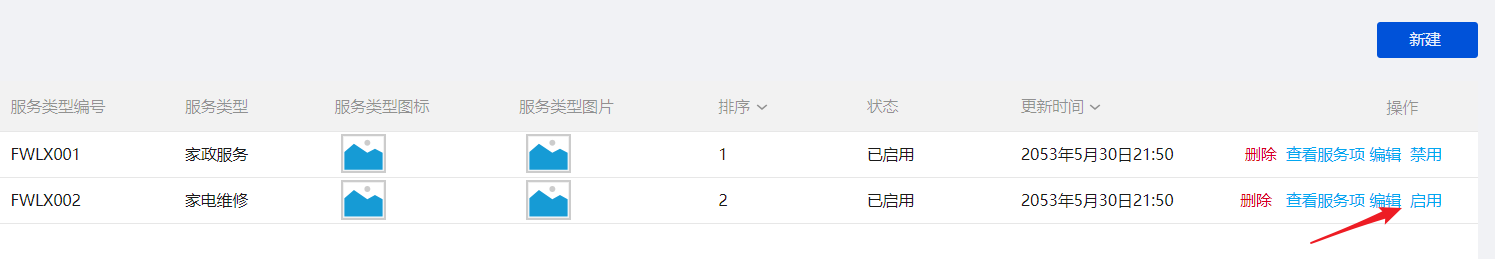 新建
服务类型编号 服务类型 服务类型图标 服务类型图片 排序 状态 更新时间 操作
FWLX001 家政服务 1 已启用 2053年5月30日21:50 删除 查看服务项 编辑 禁用
FWLX002 家电维修 2 已启用 2053年5月30日21:50 删除 查看服务项 编辑 启用